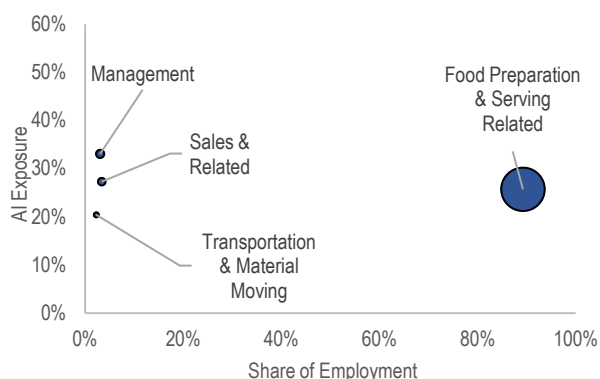 60%
50%
40%
30%
20%
10%
0%
AI Exposure
Management
Sales &
Related
Transportation
& Material
Moving
Food Preparation
& Serving
Related
0%
20%
40%
60%
80%
100%
Share of Employment